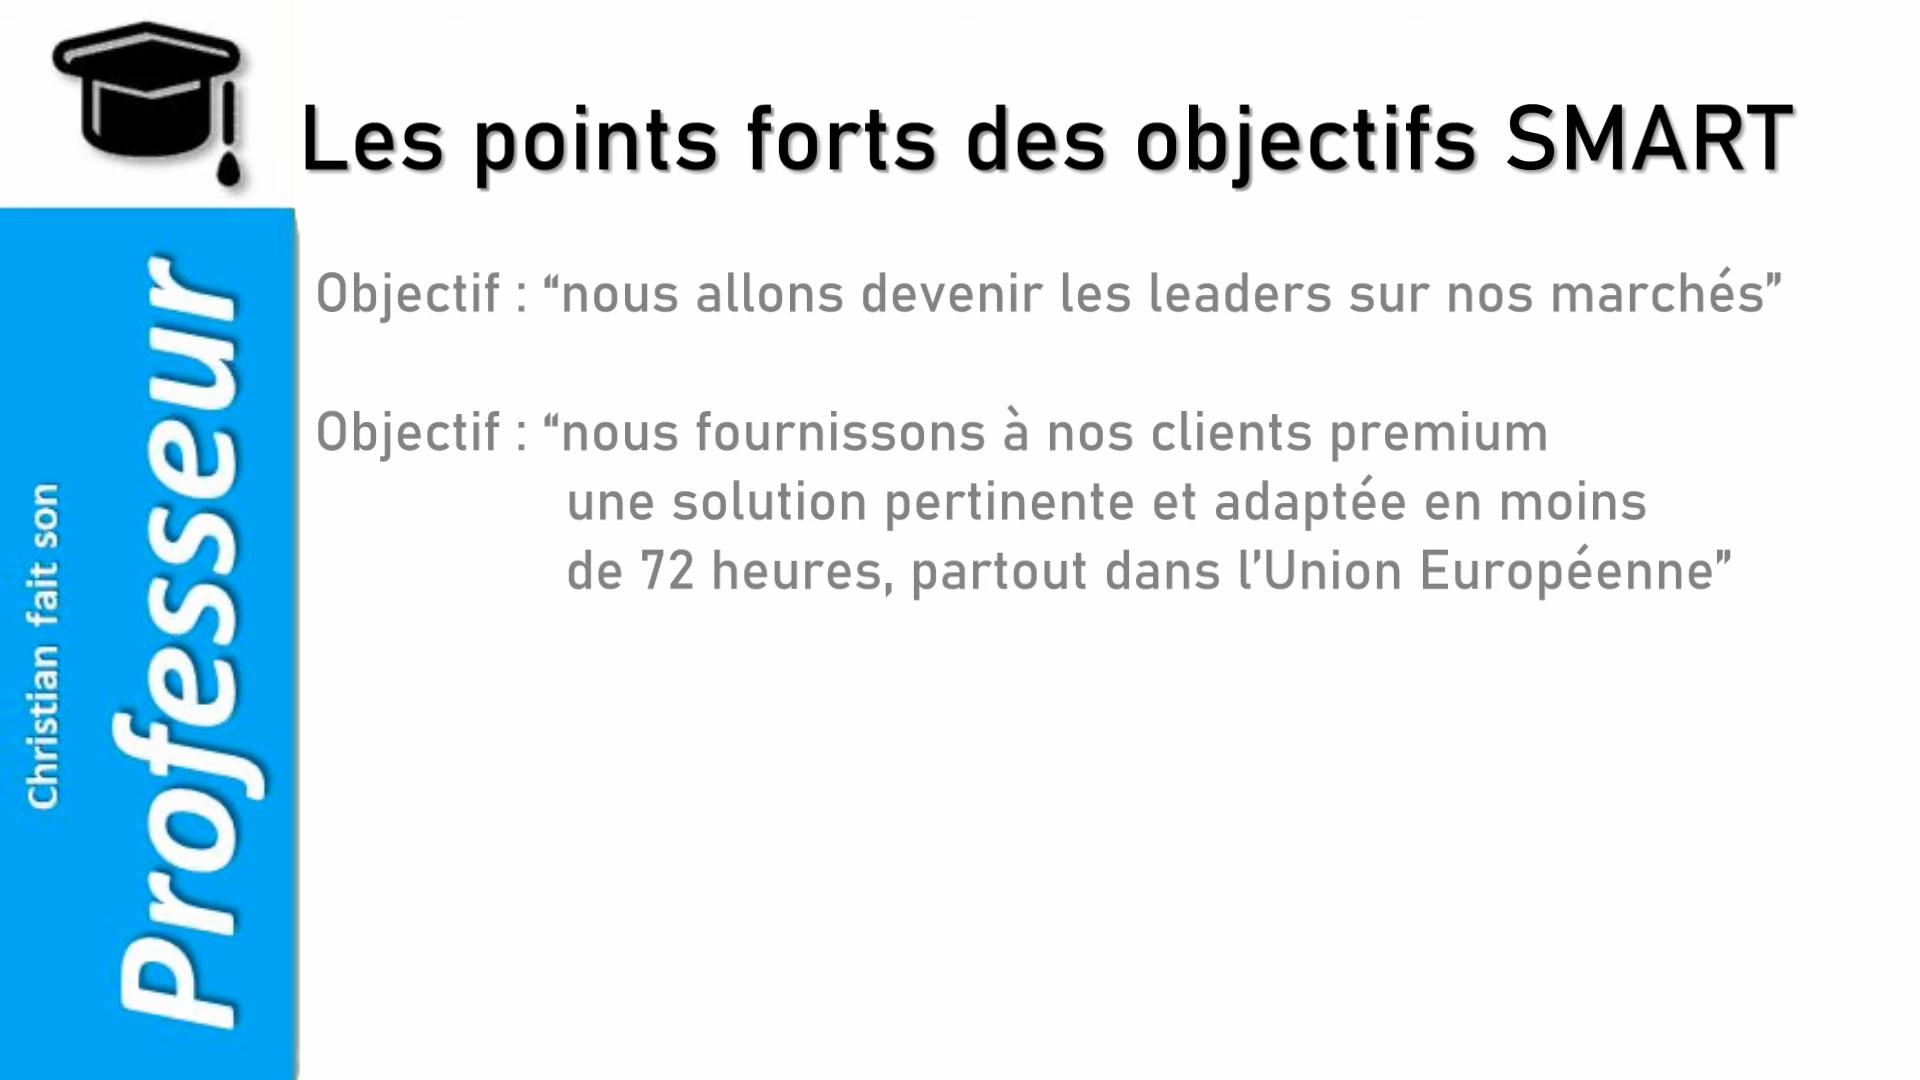 Les points forts des objectifs SMART
Objectif : “nous allons devenir les leaders sur nos marchés”
Objectif : “nous fournissons à nos clients premium
une solution pertinente et adaptée en moins
de 72 heures, partout dans l’Union Européenne”
Christian fait son
Professeur